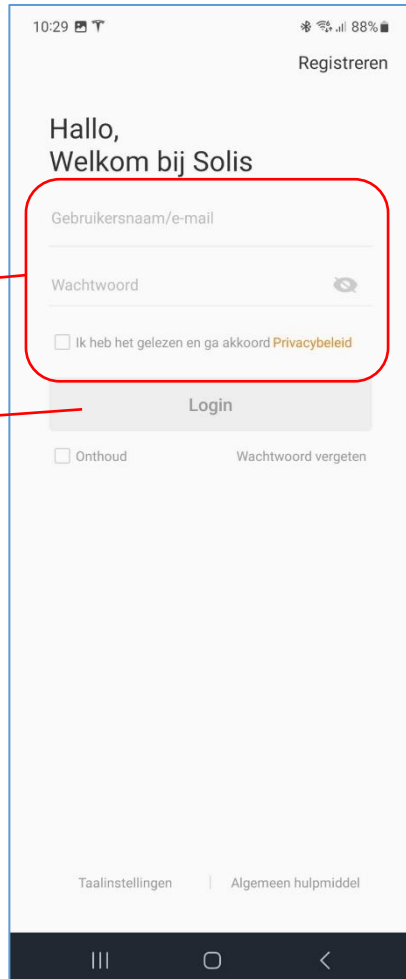 10:29 88%
Registreren
Hallo,
Welkom bij Solis
Gebruikersnaam/e-mail
Wachtwoord
Ik heb het gelezen en ga akkoord Privacybeleid
Login
Onthoud Wachtwoord vergeten
Taalinstellingen | Algemeen hulpmiddel